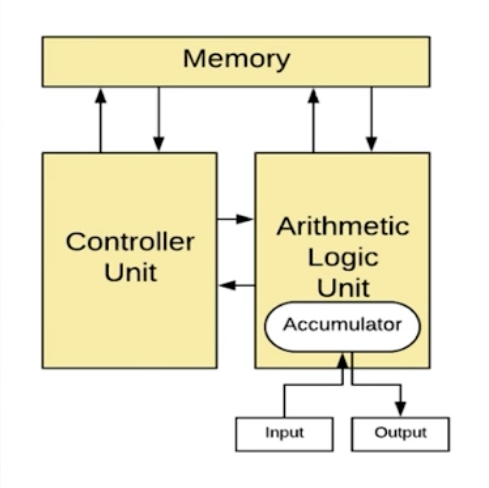 Memory
Controller
Unit
Arithmetic
Logic
Unit
Accumulator
Input
Output